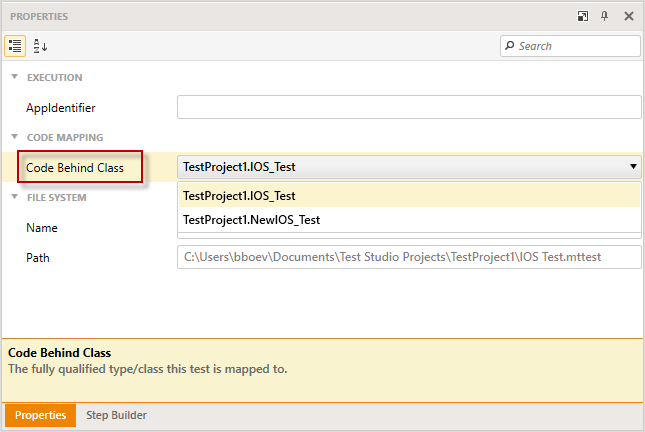 PROPERTIES
Search
EXECUTION
AppIdentifier
CODE MAPPING
Code Behind Class TestProject1.IOS_Test
TestProject1.IOS_Test
FILE SYSTEM
TestProject1.NewIOS_Test
Name
Path C:\Users\bboev\Documents\Test Studio Projects\TestProject1\IOS Test.mttest
Code Behind Class
The fully qualified type/class this test is mapped to.
Properties Step Builder